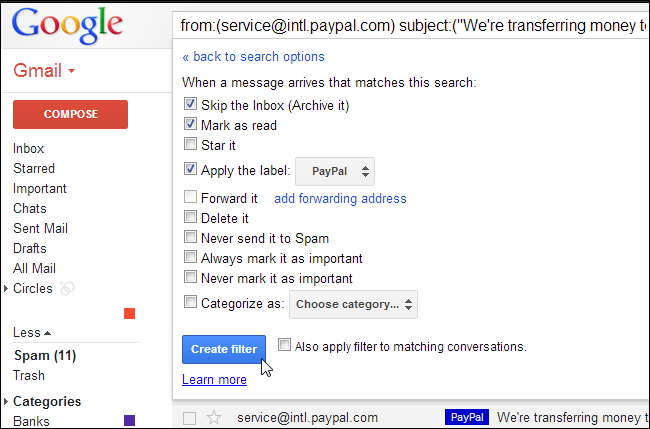 Google
from:(service@intl.paypal.com) subject:("We're transferring money t
Gmail
« back to search options
When a message arrives that matches this search:
COMPOSE
Skip the Inbox (Archive it)
Mark as read
Star it
Apply the label: PayPal
Forward it add forwarding address
Delete it
Never send it to Spam
Always mark it as important
Never mark it as important
Categorize as: Choose category...
Create filter
Also apply filter to matching conversations.
Learn more
Inbox
Starred
Important
Chats
Sent Mail
Drafts
All Mail
Circles
Less
Spam (11)
Trash
Categories
Banks
service@intl.paypal.com PayPal We're transferring money t